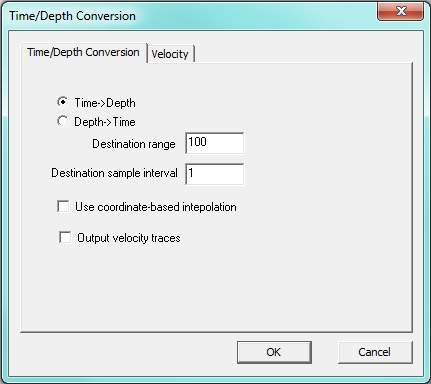 Time/Depth Conversion
Time/Depth Conversion Velocity
Time->Depth
Depth->Time
Destination range 100
Destination sample interval 1
Use coordinate-based intepolation
Output velocity traces
OK Cancel